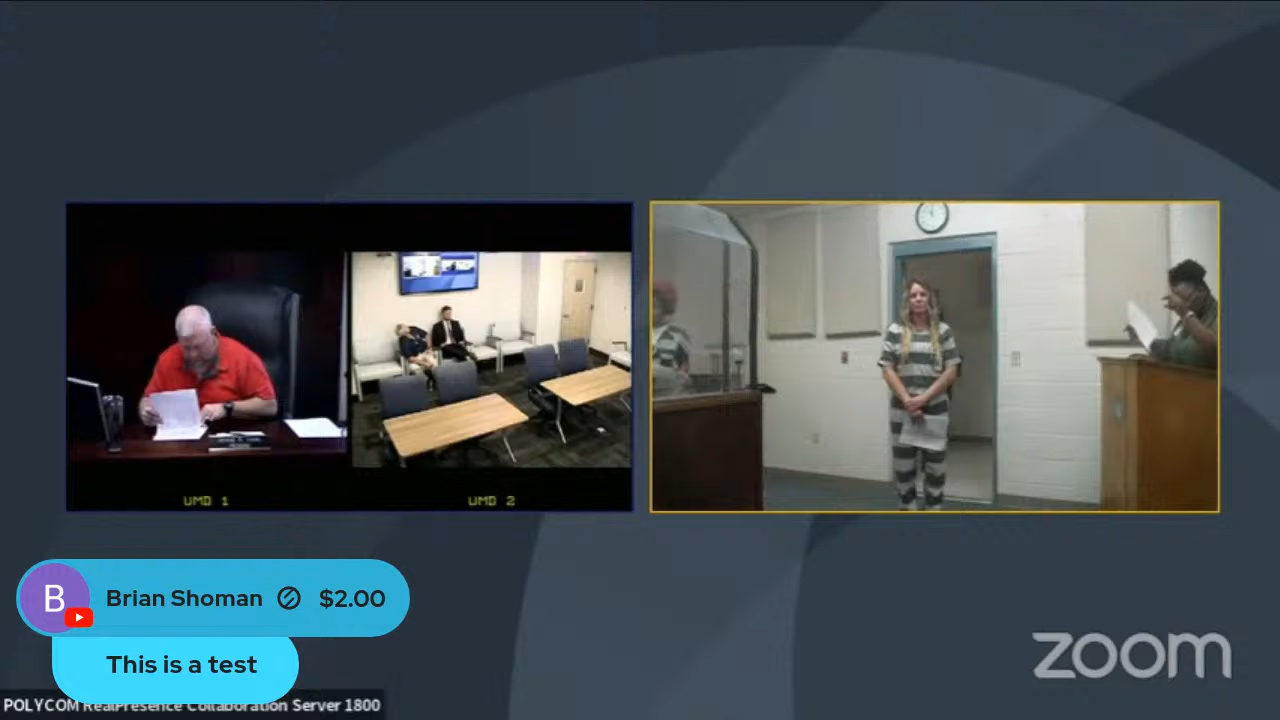 UMD 1
UMD 2
B
Brian Shoman
$2.00
This is a test
zoom
POLYCOM RealPresence Collaboration Server 1800